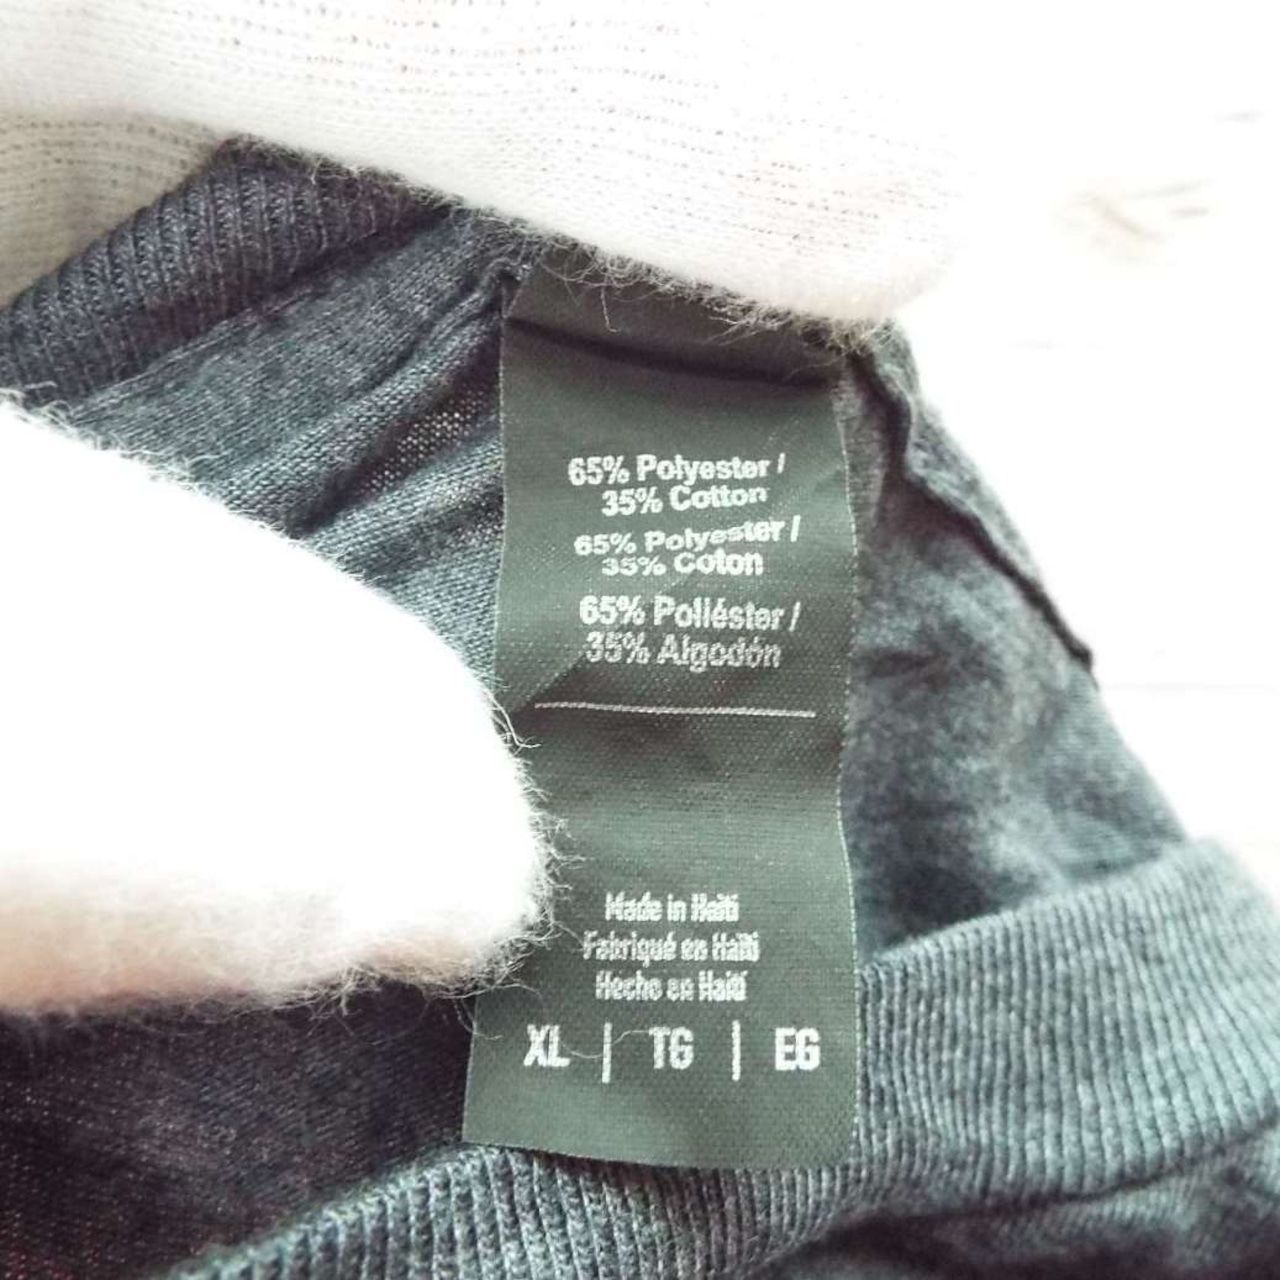 65% Polyester /
35% Cotton
65% Polyester /
35% Coton
65% Poliéster /
35% Algodón
Made in Haiti
Fabriqué en Haïti
Hecho en Haití
XL | TG | EG